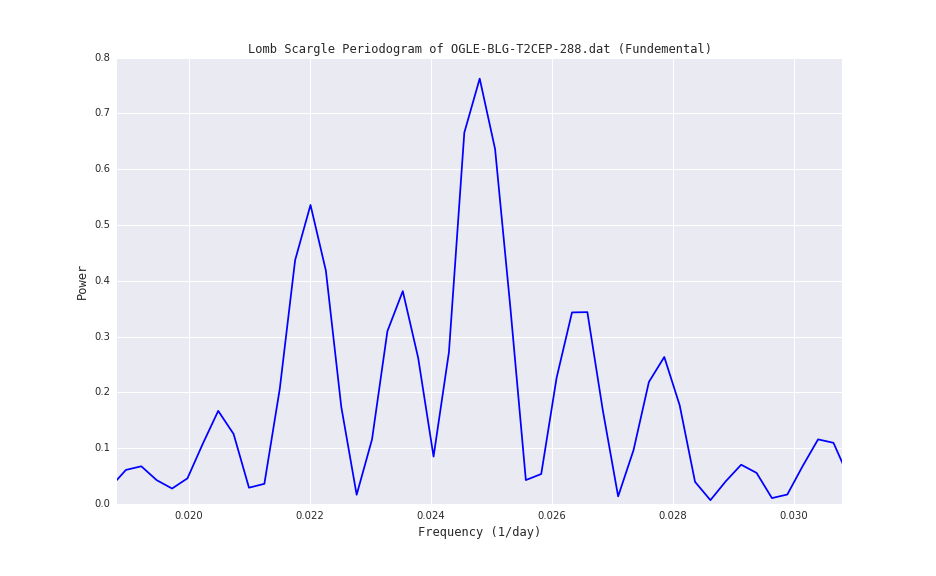 Lomb Scargle Periodogram of OGLE-BLG-T2CEP-288.dat (Fundemental)
0.8
0.7
0.6
0.5
0.4
0.3
0.2
0.1
0.0
Power
0.020 0.022 0.024 0.026 0.028 0.030
Frequency (1/day)